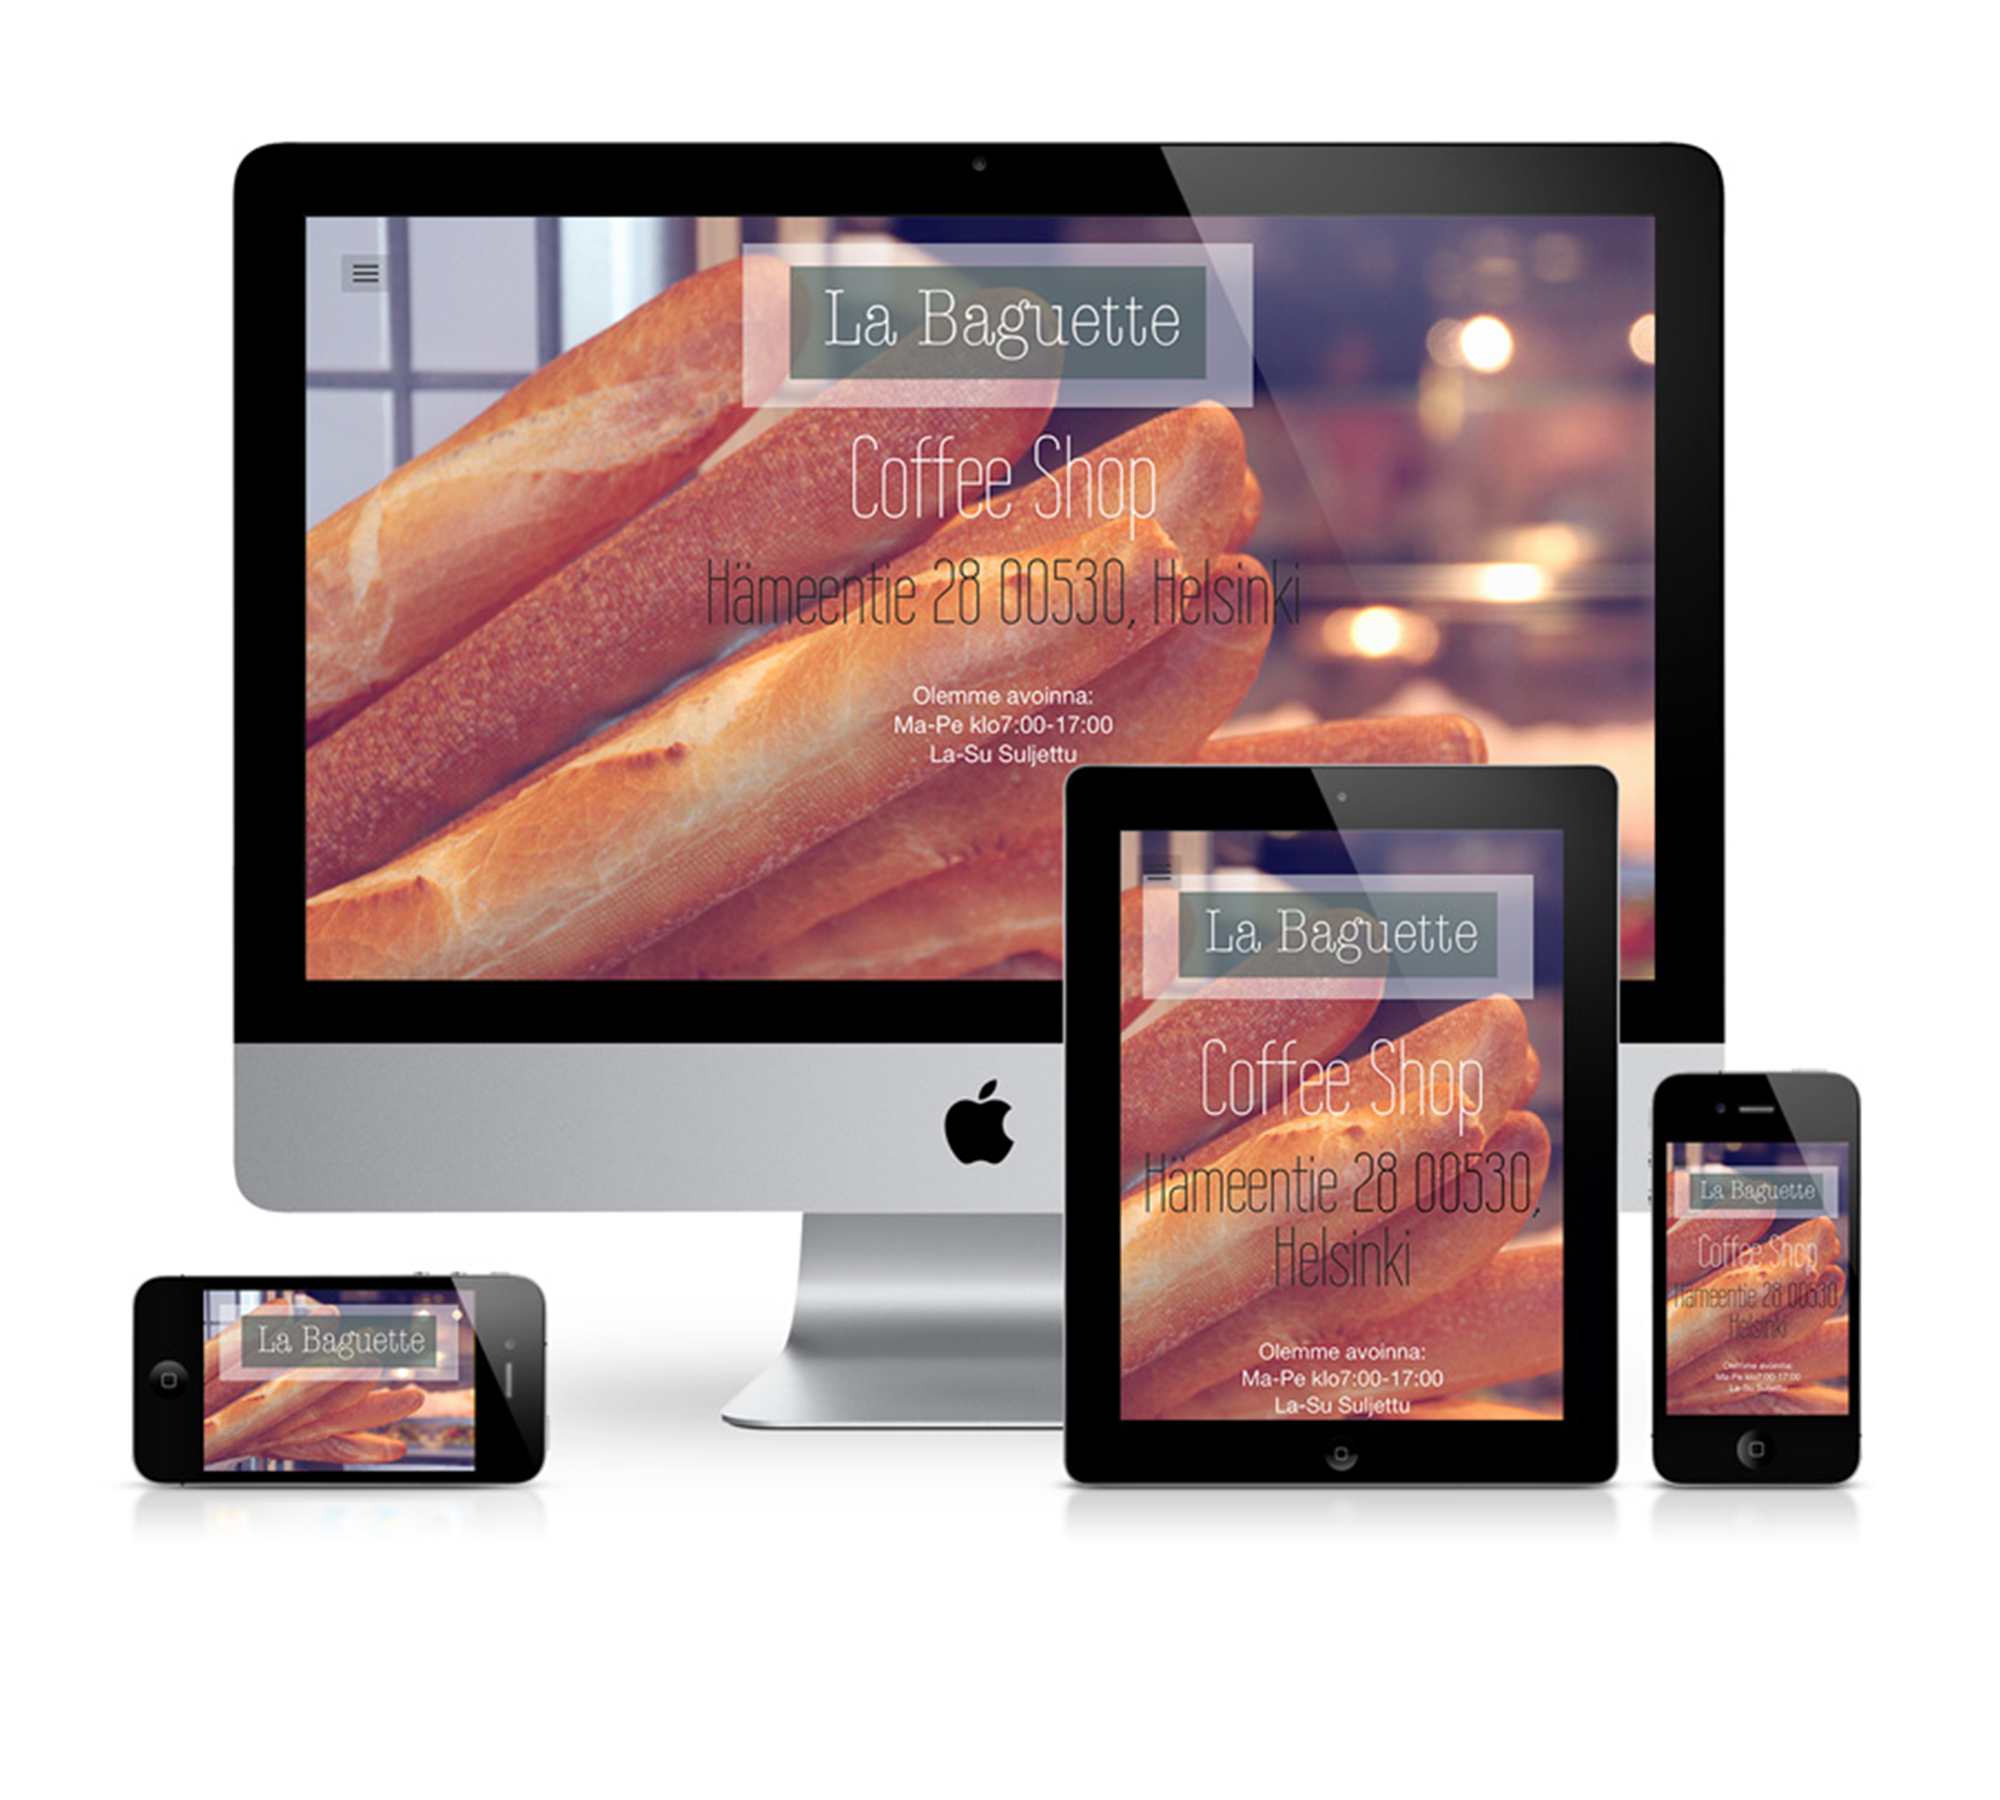 La Baguette
Coffee Shop
Hämeentie 28 00530, Helsinki
Olemme avoinna:
Ma-Pe klo7:00-17:00
La-Su Suljettu
La Baguette
Coffee Shop
Hämeentie 28 00530,
Helsinki
Olemme avoinna:
Ma-Pe klo7:00-17:00
La-Su Suljettu
La Baguette
Coffee Shop
Hämeentie 28 00530,
Helsinki
Olemme avoinna:
Ma-Pe klo7:00-17:00
La-Su Suljettu
La Baguette